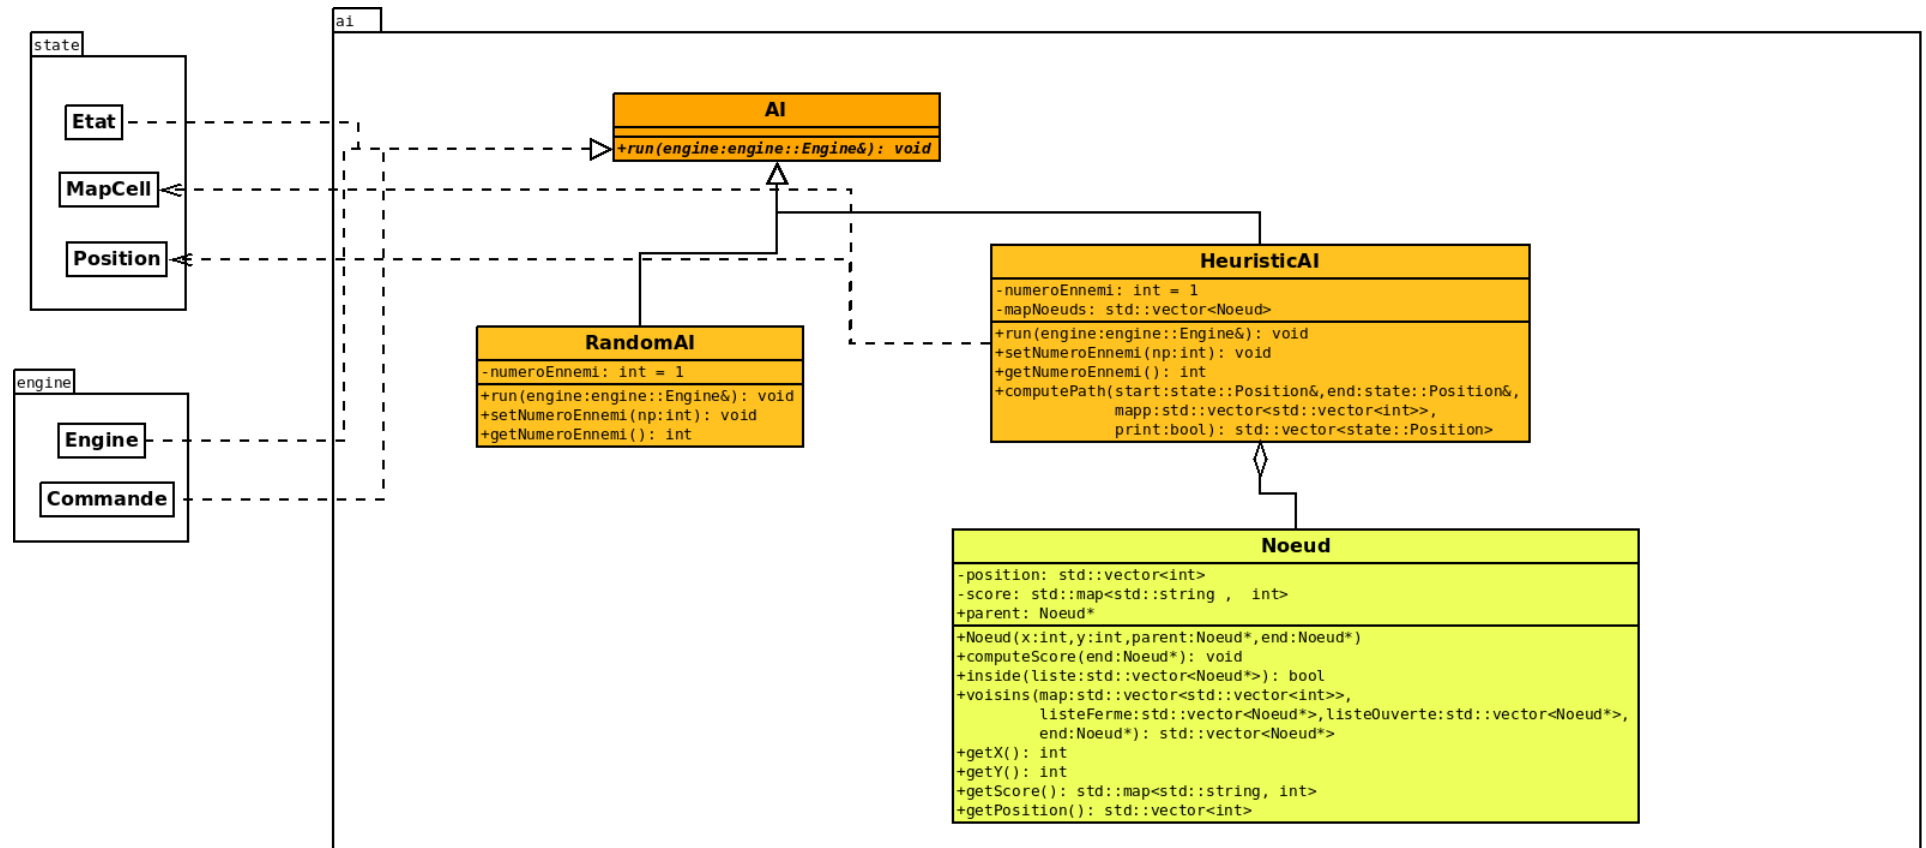 state
Etat
MapCell
Position
engine
Engine
Commande
ai
AI
+run(engine:engine::Engine&): void
RandomAI
-numeroEnnemi: int = 1
+run(engine:engine::Engine&): void
+setNumeroEnnemi(np:int): void
+getNumeroEnnemi(): int
HeuristicAI
-numeroEnnemi: int = 1
-mapNoeuds: std::vector<Noeud>
+run(engine:engine::Engine&): void
+setNumeroEnnemi(np:int): void
+getNumeroEnnemi(): int
+computePath(start:state::Position&,end:state::Position&,
mapp:std::vector<std::vector<int>>,
print:bool): std::vector<state::Position>
Noeud
-position: std::vector<int>
-score: std::map<std::string ,  int>
+parent: Noeud*
+Noeud(x:int,y:int,parent:Noeud*,end:Noeud*)
+computeScore(end:Noeud*): void
+inside(liste:std::vector<Noeud*>): bool
+voisins(map:std::vector<std::vector<int>>,
listeFerme:std::vector<Noeud*>,listeOuverte:std::vector<Noeud*>,
end:Noeud*): std::vector<Noeud*>
+getX(): int
+getY(): int
+getScore(): std::map<std::string, int>
+getPosition(): std::vector<int>